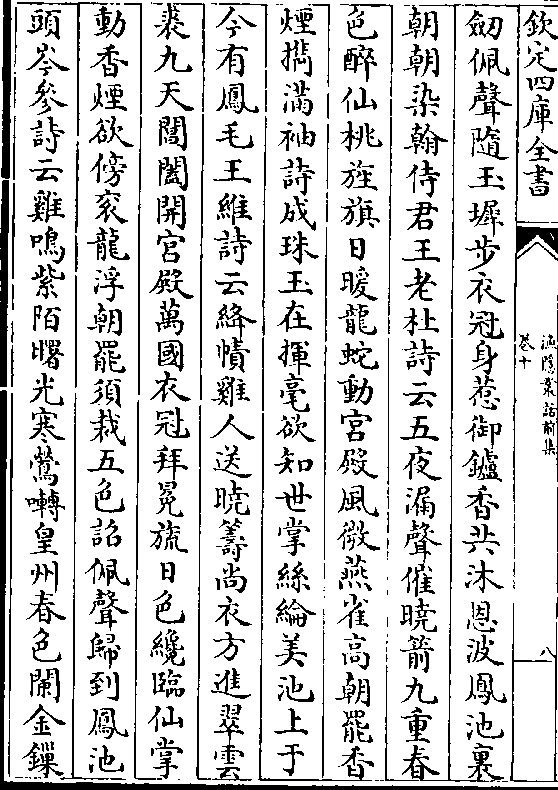 欽定四庫全書
漁隱叢話前集
卷十
八
劒佩聲隨玉墀步衣冠身惹御鑪香共沐恩波鳳池裏
朝朝染翰侍君王老杜詩云五夜漏聲催曉箭九重春
色醉仙桃旌旗日暖龍蛇動宮殿風微燕雀高朝罷香
煙擕滿袖詩成珠玉在揮毫欲知世掌絲綸美池上于
今有鳳毛王維詩云絳幘雞人送曉籌尚衣方進翠雲
裘九天閶闔開宮殿萬國衣冠拜冕旒日色纔臨仙掌
動香煙欲傍衮龍浮朝罷須裁五色詔佩聲歸到鳳池
頭岑參詩云雞鳴紫陌曙光寒鶯囀皇州春色闌金鏁